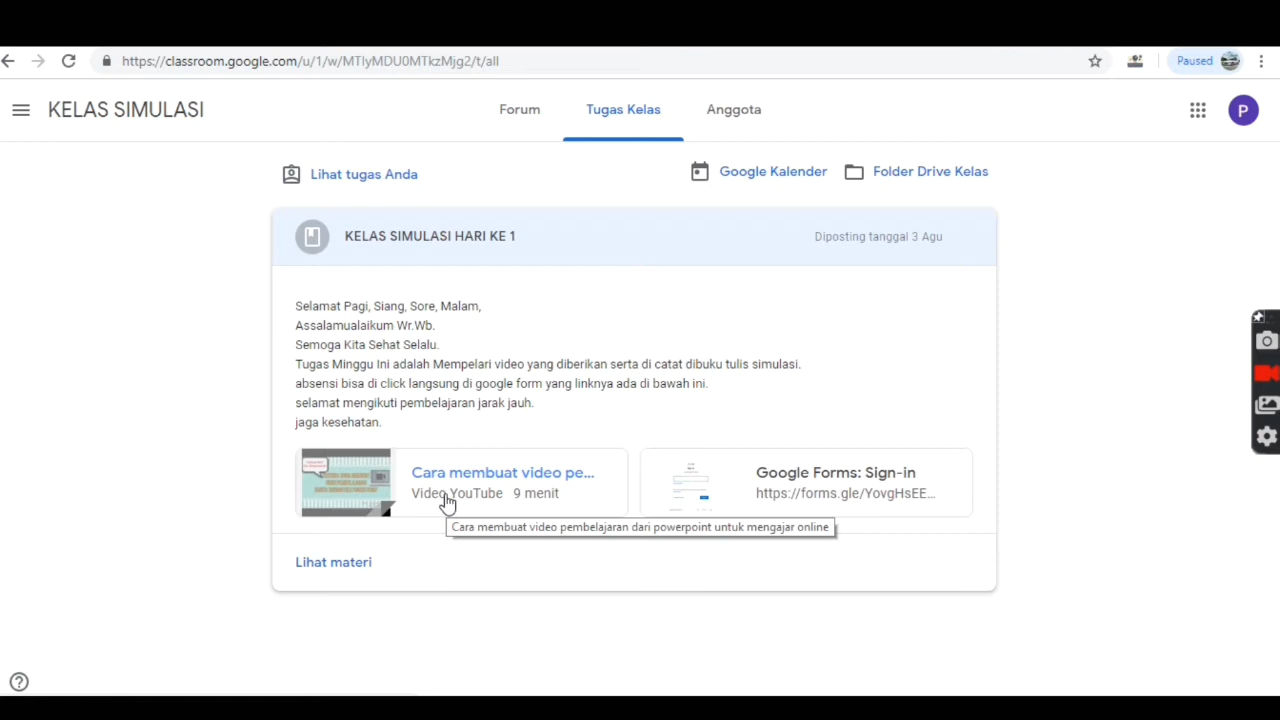 https://classroom.google.com/u/1/w/MTIyMDU0MTkzMjg2/t/all
Paused
KELAS SIMULASI
Forum
Tugas Kelas
Anggota
P
Lihat tugas Anda
Google Kalender
Folder Drive Kelas
KELAS SIMULASI HARI KE 1
Diposting tanggal 3 Agu
Selamat Pagi, Siang, Sore, Malam,
Assalamualaikum Wr.Wb.
Semoga Kita Sehat Selalu.
Tugas Minggu Ini adalah Mempelari video yang diberikan serta di catat dibuku tulis simulasi.
absensi bisa di click langsung di google form yang linknya ada di bawah ini.
selamat mengikuti pembelajaran jarak jauh.
jaga kesehatan.
Cara membuat video pe...
Video YouTube 9 menit
Google Forms: Sign-in
https://forms.gle/YovgHsEE...
Cara membuat video pembelajaran dari powerpoint untuk mengajar online
Lihat materi